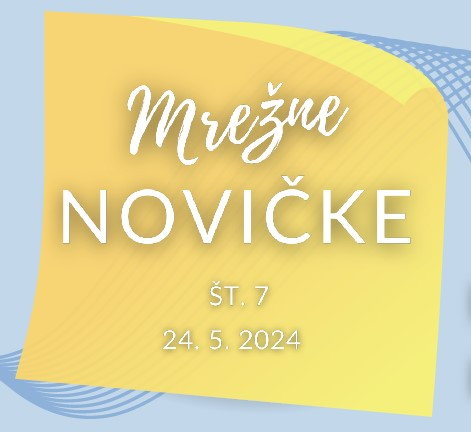 Mrežne
NOVIČKE
ŠT. 7
24. 5. 2024